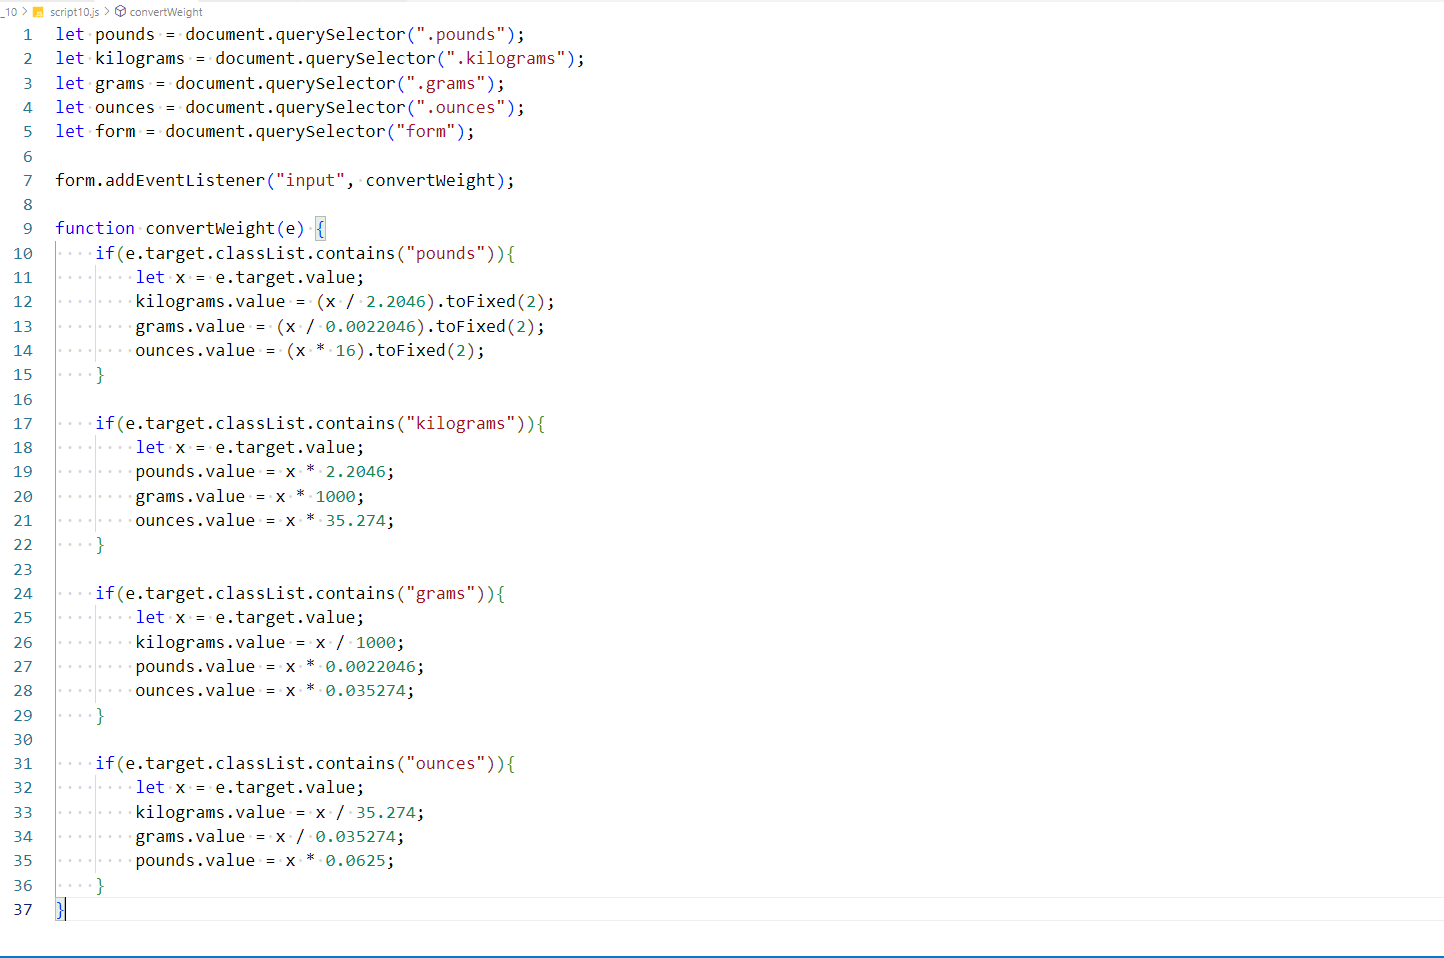 _10 > script10.js > convertWeight
1 let pounds = document.querySelector(".pounds");
2 let kilograms = document.querySelector(".kilograms");
3 let grams = document.querySelector(".grams");
4 let ounces = document.querySelector(".ounces");
5 let form = document.querySelector("form");
6
7 form.addEventListener("input", convertWeight);
8
9 function convertWeight(e) {
10     if(e.target.classList.contains("pounds")){
11         let x = e.target.value;
12         kilograms.value = (x / 2.2046).toFixed(2);
13         grams.value = (x / 0.0022046).toFixed(2);
14         ounces.value = (x * 16).toFixed(2);
15     }
16
17     if(e.target.classList.contains("kilograms")){
18         let x = e.target.value;
19         pounds.value = x * 2.2046;
20         grams.value = x * 1000;
21         ounces.value = x * 35.274;
22     }
23
24     if(e.target.classList.contains("grams")){
25         let x = e.target.value;
26         kilograms.value = x / 1000;
27         pounds.value = x * 0.0022046;
28         ounces.value = x * 0.035274;
29     }
30
31     if(e.target.classList.contains("ounces")){
32         let x = e.target.value;
33         kilograms.value = x / 35.274;
34         grams.value = x / 0.035274;
35         pounds.value = x * 0.0625;
36     }
37 }